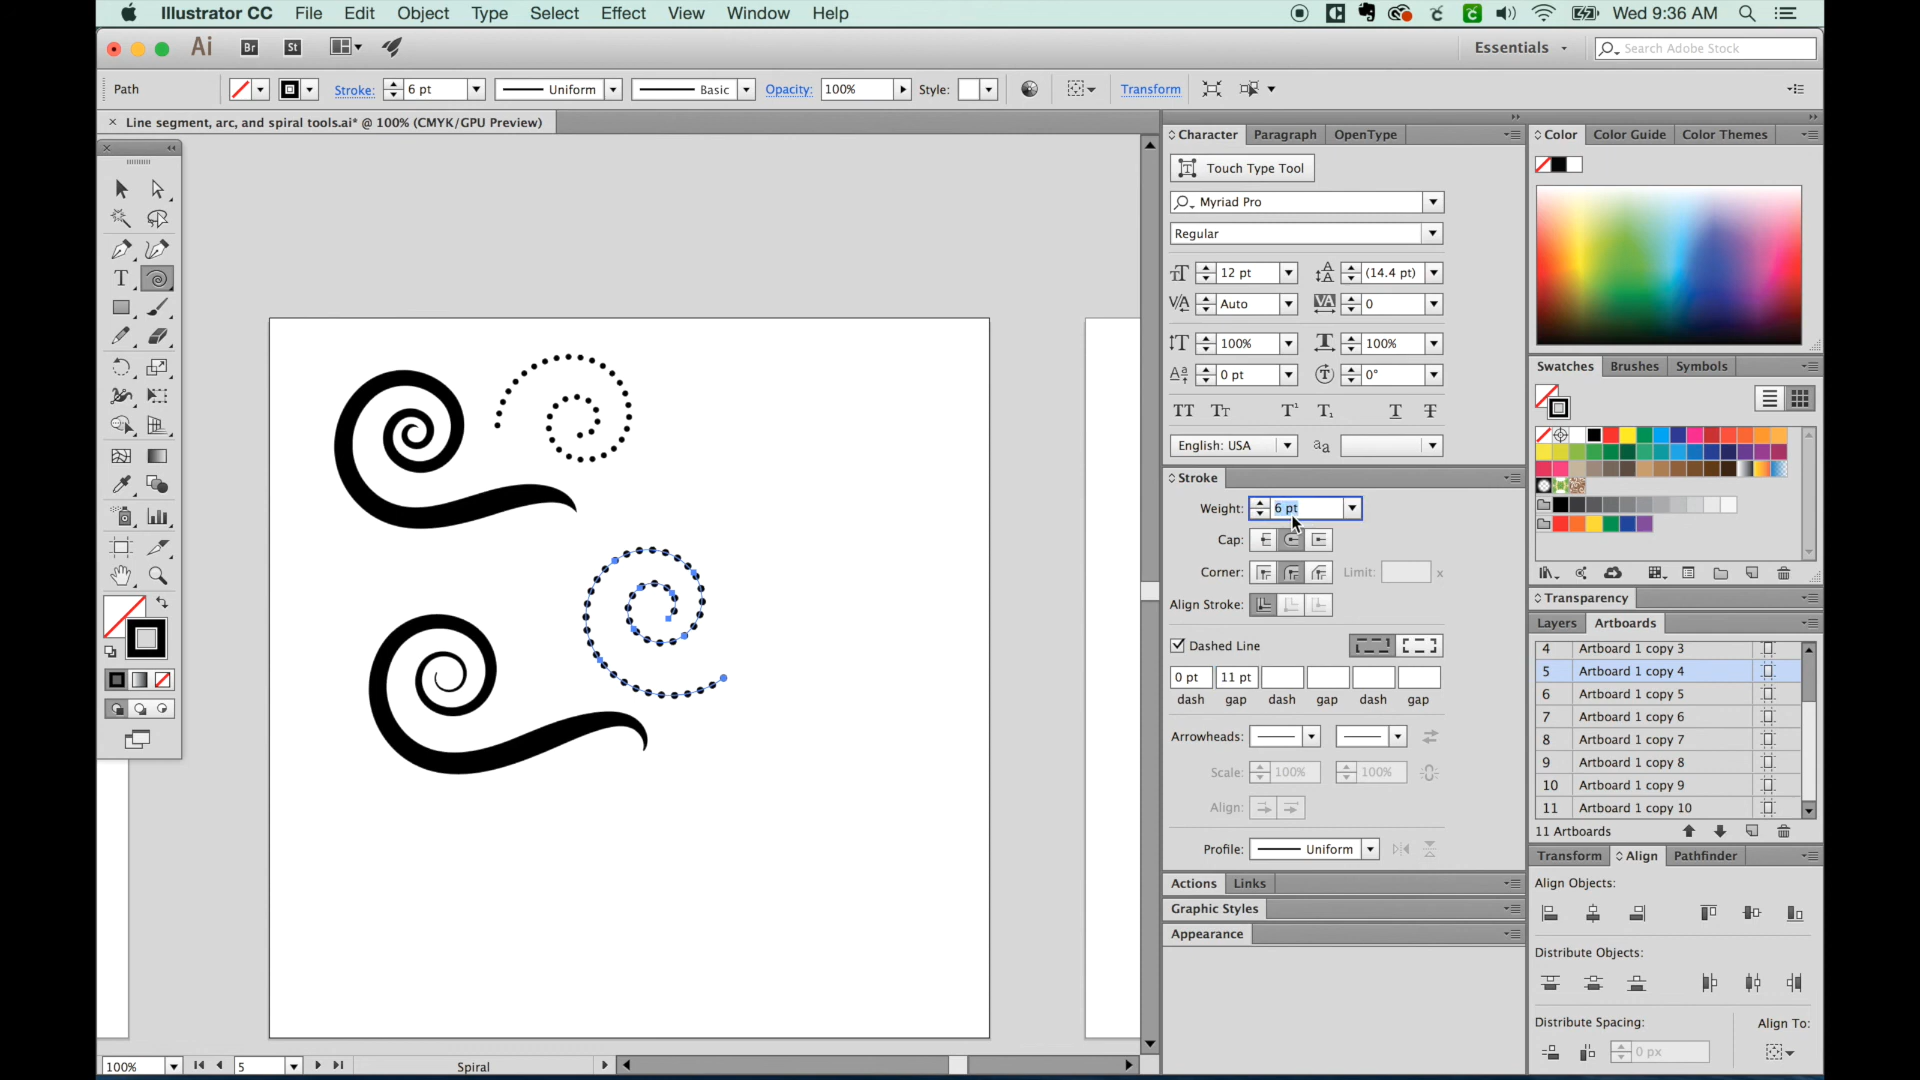 Illustrator CC File Edit Object Type Select Effect View Window Help Wed 9:36 AM
Ai Br St Essentials Search Adobe Stock
Path Stroke: 6 pt Uniform Basic Opacity: 100% Style: Transform
× Line segment, arc, and spiral tools.ai* @ 100% (CMYK/GPU Preview)
Character Paragraph OpenType
Touch Type Tool
Myriad Pro
Regular
12 pt (14.4 pt)
Auto 0
100% 100%
0 pt 0°
English: USA
Stroke
Weight: 6 pt
Cap:
Corner: Limit: x
Align Stroke:
Dashed Line
0 pt 11 pt
dash gap dash gap dash gap
Arrowheads:
Scale: 100% 100%
Align:
Profile: Uniform
Actions Links
Graphic Styles
Appearance
Color Color Guide Color Themes
Swatches Brushes Symbols
Transparency
Layers Artboards
4 Artboard 1 copy 3
5 Artboard 1 copy 4
6 Artboard 1 copy 5
7 Artboard 1 copy 6
8 Artboard 1 copy 7
9 Artboard 1 copy 8
10 Artboard 1 copy 9
11 Artboard 1 copy 10
11 Artboards
Transform Align Pathfinder
Align Objects:
Distribute Objects:
Distribute Spacing: Align To:
0 px
100% 5 Spiral